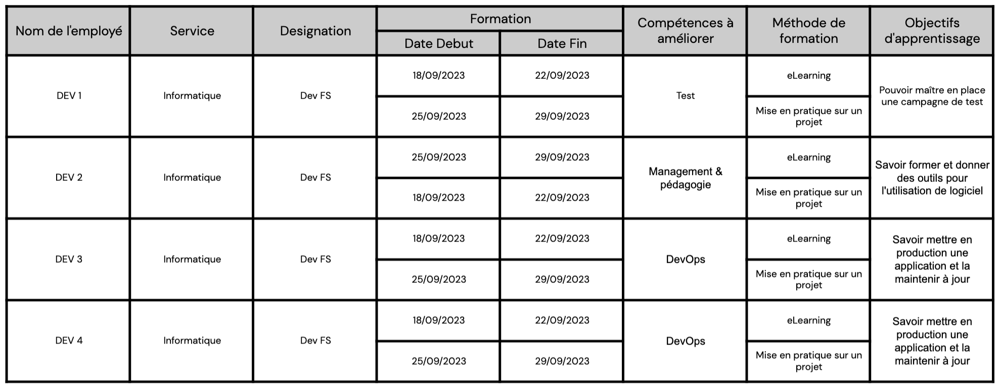 Nom de l'employé
Service
Designation
Formation
Date Debut
Date Fin
Compétences à
améliorer
Méthode de
formation
Objectifs
d'apprentissage
DEV 1
Informatique
Dev FS
18/09/2023
22/09/2023
25/09/2023
29/09/2023
Test
eLearning
Mise en pratique sur un
projet
Pouvoir maître en place
une campagne de test
DEV 2
Informatique
Dev FS
25/09/2023
29/09/2023
18/09/2023
22/09/2023
Management &
pédagogie
eLearning
Mise en pratique sur un
projet
Savoir former et donner
des outils pour
l'utilisation de logiciel
DEV 3
Informatique
Dev FS
18/09/2023
22/09/2023
25/09/2023
29/09/2023
DevOps
eLearning
Mise en pratique sur un
projet
Savoir mettre en
production une
application et la
maintenir à jour
DEV 4
Informatique
Dev FS
18/09/2023
22/09/2023
25/09/2023
29/09/2023
DevOps
eLearning
Mise en pratique sur un
projet
Savoir mettre en
production une
application et la
maintenir à jour